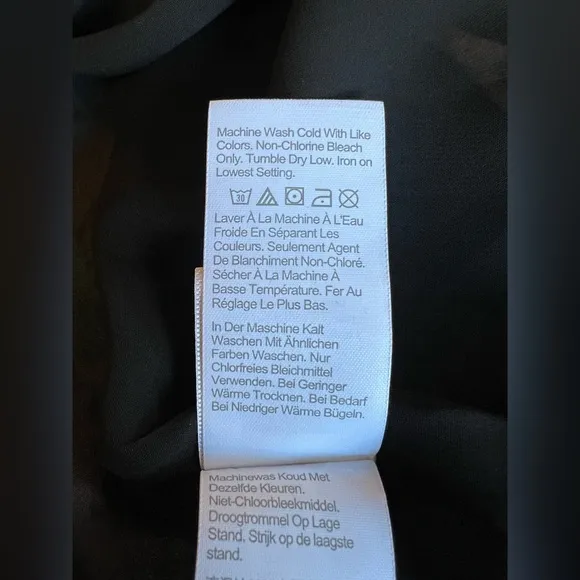 Machine Wash Cold With Like
Colors. Non-Chlorine Bleach
Only. Tumble Dry Low. Iron on
Lowest Setting.
30
Laver À La Machine À L'Eau
Froide En Séparant Les
Couleurs. Seulement Agent
De Blanchiment Non-Chloré.
Sécher À La Machine À
Basse Température. Fer Au
Réglage Le Plus Bas.
In Der Maschine Kalt
Waschen Mit Ähnlichen
Farben Waschen. Nur
Chlorfreies Bleichmittel
Verwenden. Bei Geringer
Wärme Trocknen. Bei Bedarf
Bei Niedriger Wärme Bügeln.
Machinewas Koud Met
Dezelfde Kleuren.
Niet-Chloorbleekmiddel.
Droogtrommel Op Lage
Stand. Strijk op de laagste
stand.